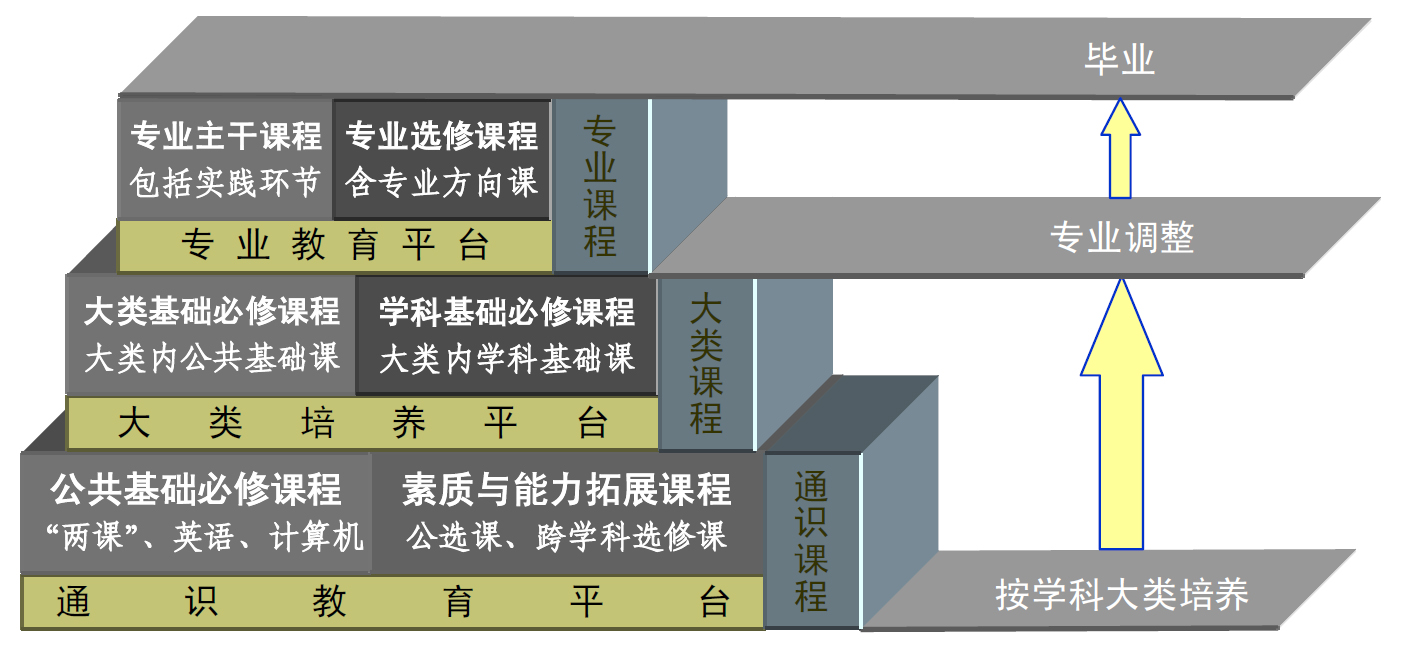 毕业
专业主干课程
包括实践环节
专业选修课程
含专业方向课
专业课程
专业教育平台
专业调整
大类基础必修课程
大类内公共基础课
学科基础必修课程
大类内学科基础课
大类课程
大类培养平台
公共基础必修课程
“两课”、英语、计算机
素质与能力拓展课程
公选课、跨学科选修课
通识课程
通识教育平台
按学科大类培养